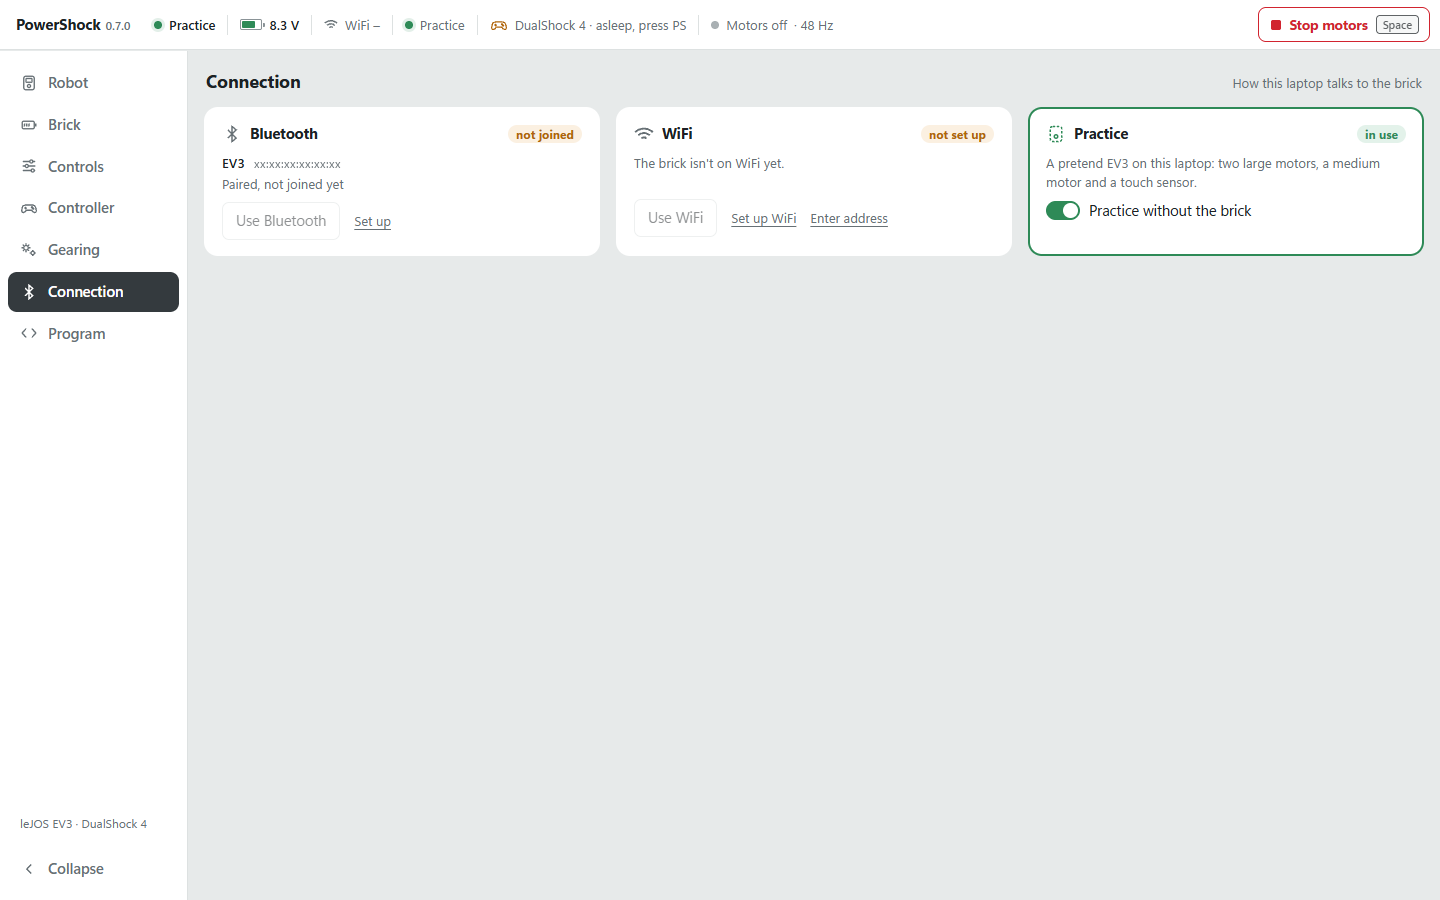 PowerShock 0.7.0
Practice
8.3 V
WiFi –
Practice
DualShock 4 · asleep, press PS
Motors off · 48 Hz
Stop motors Space
Robot
Brick
Controls
Controller
Gearing
Connection
Program
leJOS EV3 · DualShock 4
Collapse
Connection
How this laptop talks to the brick
Bluetooth
not joined
EV3 xx:xx:xx:xx:xx:xx
Paired, not joined yet
Use Bluetooth Set up
WiFi
not set up
The brick isn't on WiFi yet.
Use WiFi Set up WiFi Enter address
Practice
in use
A pretend EV3 on this laptop: two large motors, a medium
motor and a touch sensor.
Practice without the brick